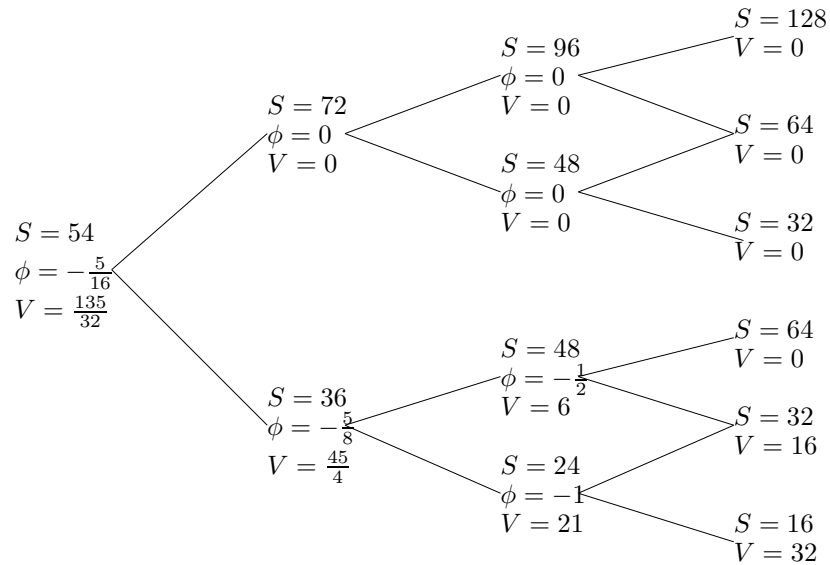 S = 54
ϕ = −5/16
V = 135/32
S = 72
ϕ = 0
V = 0
S = 36
ϕ = −5/8
V = 45/4
S = 96
ϕ = 0
V = 0
S = 48
ϕ = 0
V = 0
S = 48
ϕ = −1/2
V = 6
S = 24
ϕ = −1
V = 21
S = 128
V = 0
S = 64
V = 0
S = 32
V = 0
S = 64
V = 0
S = 32
V = 16
S = 16
V = 32